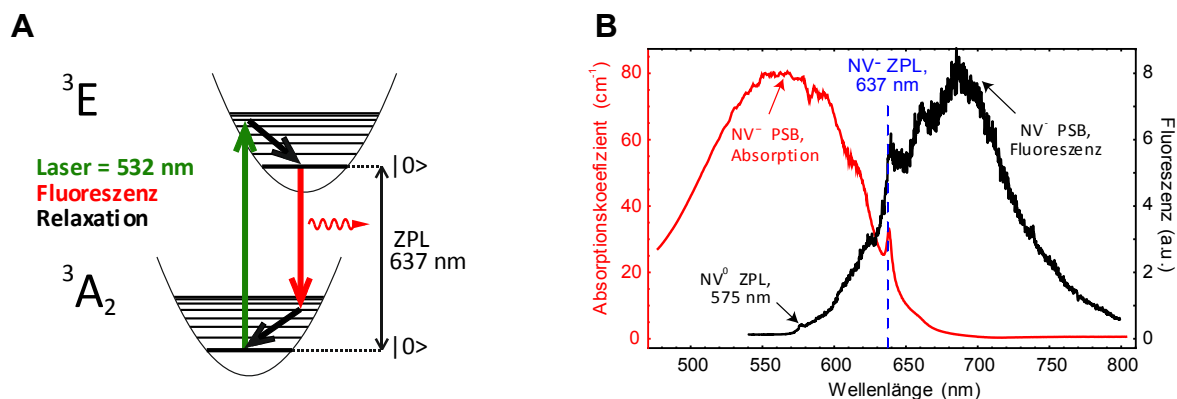 A
³E
Laser = 532 nm
Fluoreszenz
Relaxation
|0>
ZPL
637 nm
³A₂
|0>
B
Absorptionskoeefizient (cm⁻¹)
80
60
40
20
0
NV⁻ ZPL,
637 nm
NV⁻ PSB,
Absorption
NV⁻ PSB,
Fluoreszenz
NV⁰ ZPL,
575 nm
8
6
4
2
0
Fluoreszenz (a.u.)
500 550 600 650 700 750 800
Wellenlänge (nm)